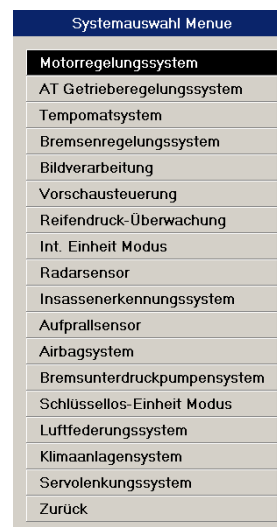 Systemauswahl Menue
Motorregelungssystem
AT Getrieberegelungssystem
Tempomatsystem
Bremsenregelungssystem
Bildverarbeitung
Vorschausteuerung
Reifendruck-Überwachung
Int. Einheit Modus
Radarsensor
Insassenerkennungssystem
Aufprallsensor
Airbagsystem
Bremsunterdruckpumpensystem
Schlüssellos-Einheit Modus
Luftfederungssystem
Klimaanlagensystem
Servolenkungssystem
Zurück